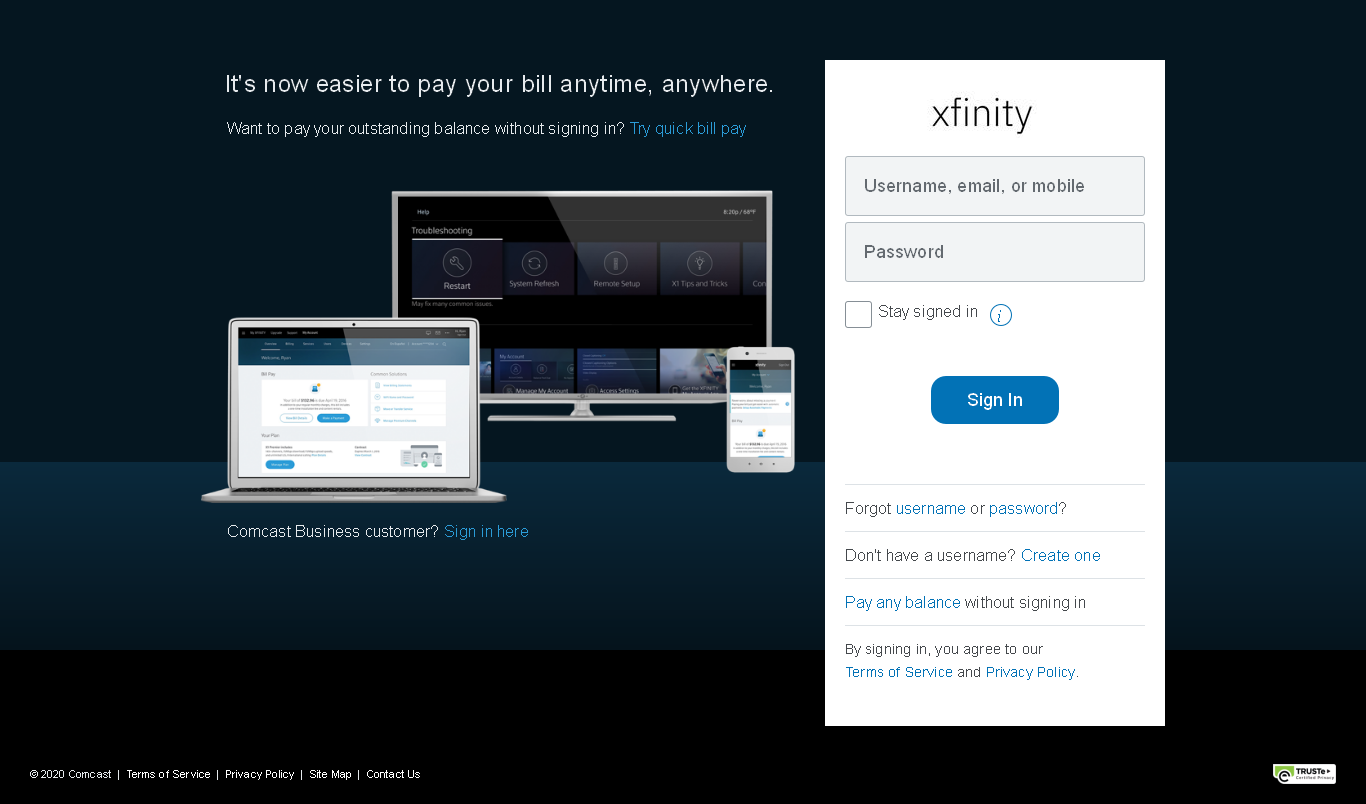 It's now easier to pay your bill anytime, anywhere.
Want to pay your outstanding balance without signing in? Try quick bill pay
Help
8:20p / 68°F
Troubleshooting
Restart
System Refresh
Remote Setup
X1 Tips and Tricks
Con
May fix many common issues.
My Account
Manage My Account
Access Settings
Get the XFINITY
Welcome, Ryan
Bill Pay
Common Solutions
Your Plan
Bill Pay
Comcast Business customer? Sign in here
xfinity
Username, email, or mobile
Password
Stay signed in
Sign In
Forgot username or password?
Don't have a username? Create one
Pay any balance without signing in
By signing in, you agree to our
Terms of Service and Privacy Policy.
© 2020 Comcast | Terms of Service | Privacy Policy | Site Map | Contact Us
TRUSTe
Certified Privacy